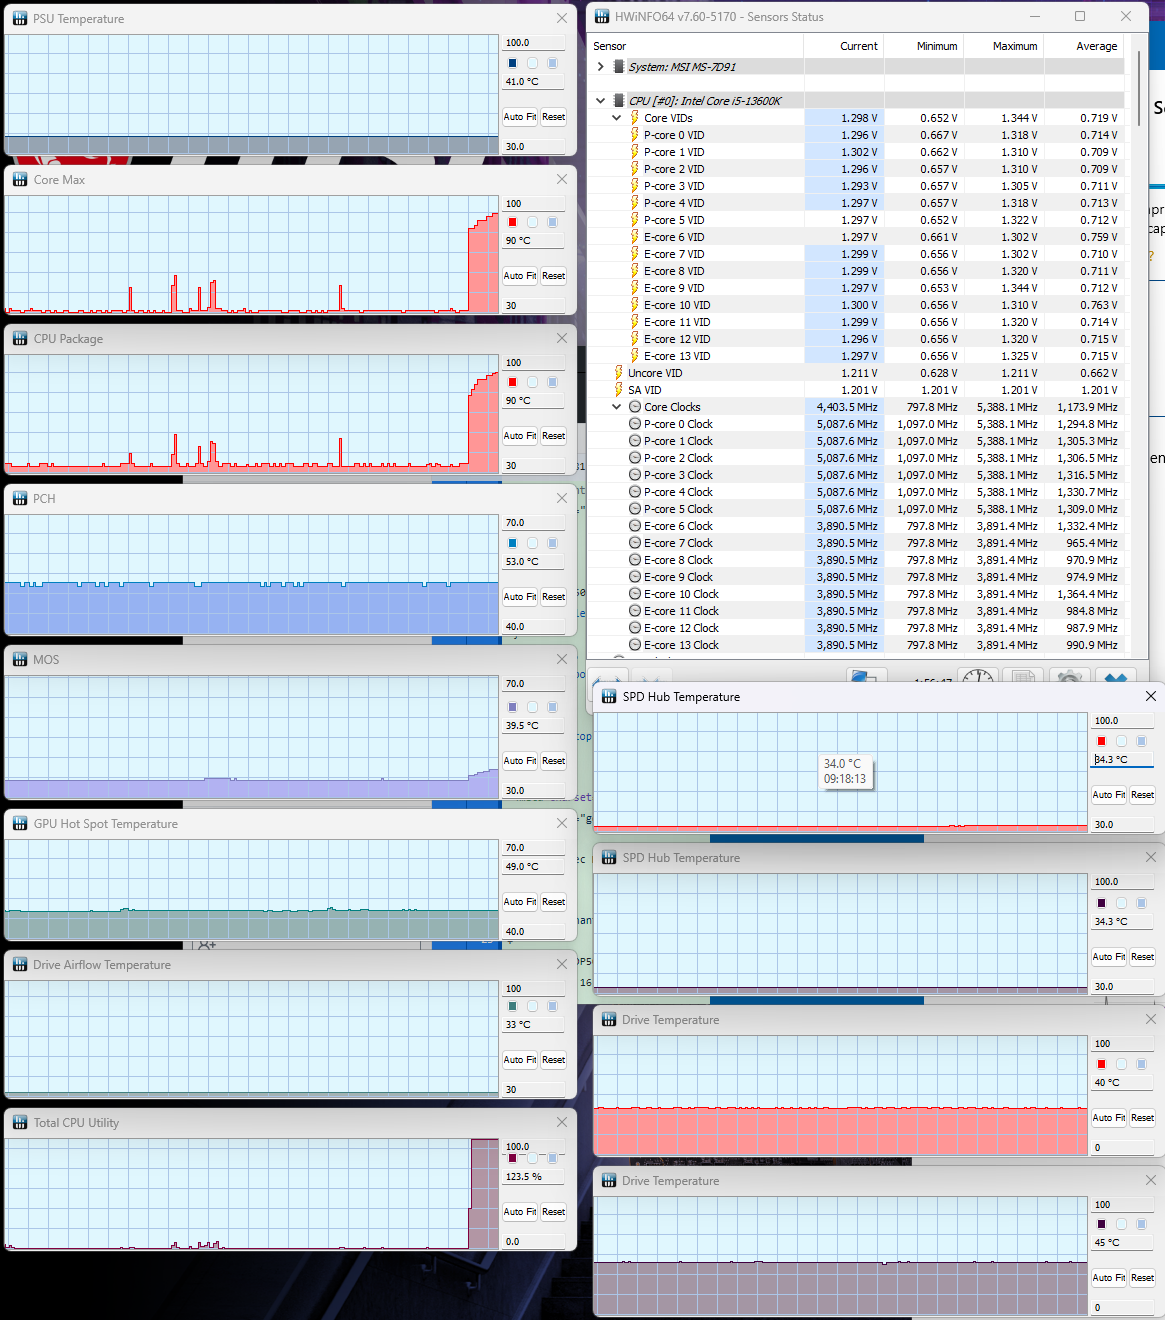 PSU Temperature
100.0
41.0 °C
Auto Fit Reset
30.0
Core Max
100
90 °C
Auto Fit Reset
30
CPU Package
100
90 °C
Auto Fit Reset
30
PCH
70.0
53.0 °C
Auto Fit Reset
40.0
MOS
70.0
39.5 °C
Auto Fit Reset
30.0
GPU Hot Spot Temperature
70.0
49.0 °C
Auto Fit Reset
40.0
Drive Airflow Temperature
100
33 °C
Auto Fit Reset
30
Total CPU Utility
100.0
123.5 %
Auto Fit Reset
0.0
HWiNFO64 v7.60-5170 - Sensors Status
Sensor Current Minimum Maximum Average
System: MSI MS-7D91
CPU [#0]: Intel Core i5-13600K
Core VIDs 1.298 V 0.652 V 1.344 V 0.719 V
P-core 0 VID 1.296 V 0.667 V 1.318 V 0.714 V
P-core 1 VID 1.302 V 0.662 V 1.310 V 0.709 V
P-core 2 VID 1.296 V 0.657 V 1.310 V 0.709 V
P-core 3 VID 1.293 V 0.657 V 1.305 V 0.711 V
P-core 4 VID 1.297 V 0.657 V 1.318 V 0.713 V
P-core 5 VID 1.297 V 0.652 V 1.322 V 0.712 V
E-core 6 VID 1.297 V 0.661 V 1.302 V 0.759 V
E-core 7 VID 1.299 V 0.656 V 1.302 V 0.710 V
E-core 8 VID 1.299 V 0.656 V 1.320 V 0.711 V
E-core 9 VID 1.297 V 0.653 V 1.344 V 0.712 V
E-core 10 VID 1.300 V 0.656 V 1.310 V 0.763 V
E-core 11 VID 1.299 V 0.656 V 1.320 V 0.714 V
E-core 12 VID 1.296 V 0.656 V 1.320 V 0.715 V
E-core 13 VID 1.297 V 0.656 V 1.325 V 0.715 V
Uncore VID 1.211 V 0.628 V 1.211 V 0.662 V
SA VID 1.201 V 1.201 V 1.201 V 1.201 V
Core Clocks 4,403.5 MHz 797.8 MHz 5,388.1 MHz 1,173.9 MHz
P-core 0 Clock 5,087.6 MHz 1,097.0 MHz 5,388.1 MHz 1,294.8 MHz
P-core 1 Clock 5,087.6 MHz 1,097.0 MHz 5,388.1 MHz 1,305.3 MHz
P-core 2 Clock 5,087.6 MHz 1,097.0 MHz 5,388.1 MHz 1,306.5 MHz
P-core 3 Clock 5,087.6 MHz 1,097.0 MHz 5,388.1 MHz 1,316.5 MHz
P-core 4 Clock 5,087.6 MHz 1,097.0 MHz 5,388.1 MHz 1,330.7 MHz
P-core 5 Clock 5,087.6 MHz 1,097.0 MHz 5,388.1 MHz 1,309.0 MHz
E-core 6 Clock 3,890.5 MHz 797.8 MHz 3,891.4 MHz 1,332.4 MHz
E-core 7 Clock 3,890.5 MHz 797.8 MHz 3,891.4 MHz 965.4 MHz
E-core 8 Clock 3,890.5 MHz 797.8 MHz 3,891.4 MHz 970.9 MHz
E-core 9 Clock 3,890.5 MHz 797.8 MHz 3,891.4 MHz 974.9 MHz
E-core 10 Clock 3,890.5 MHz 797.8 MHz 3,891.4 MHz 1,364.4 MHz
E-core 11 Clock 3,890.5 MHz 797.8 MHz 3,891.4 MHz 984.8 MHz
E-core 12 Clock 3,890.5 MHz 797.8 MHz 3,891.4 MHz 987.9 MHz
E-core 13 Clock 3,890.5 MHz 797.8 MHz 3,891.4 MHz 990.9 MHz
SPD Hub Temperature
100.0
34.0 °C
09:18:13
34.3 °C
Auto Fit Reset
30.0
SPD Hub Temperature
100.0
34.3 °C
Auto Fit Reset
30.0
Drive Temperature
100
40 °C
Auto Fit Reset
0
Drive Temperature
100
45 °C
Auto Fit Reset
0